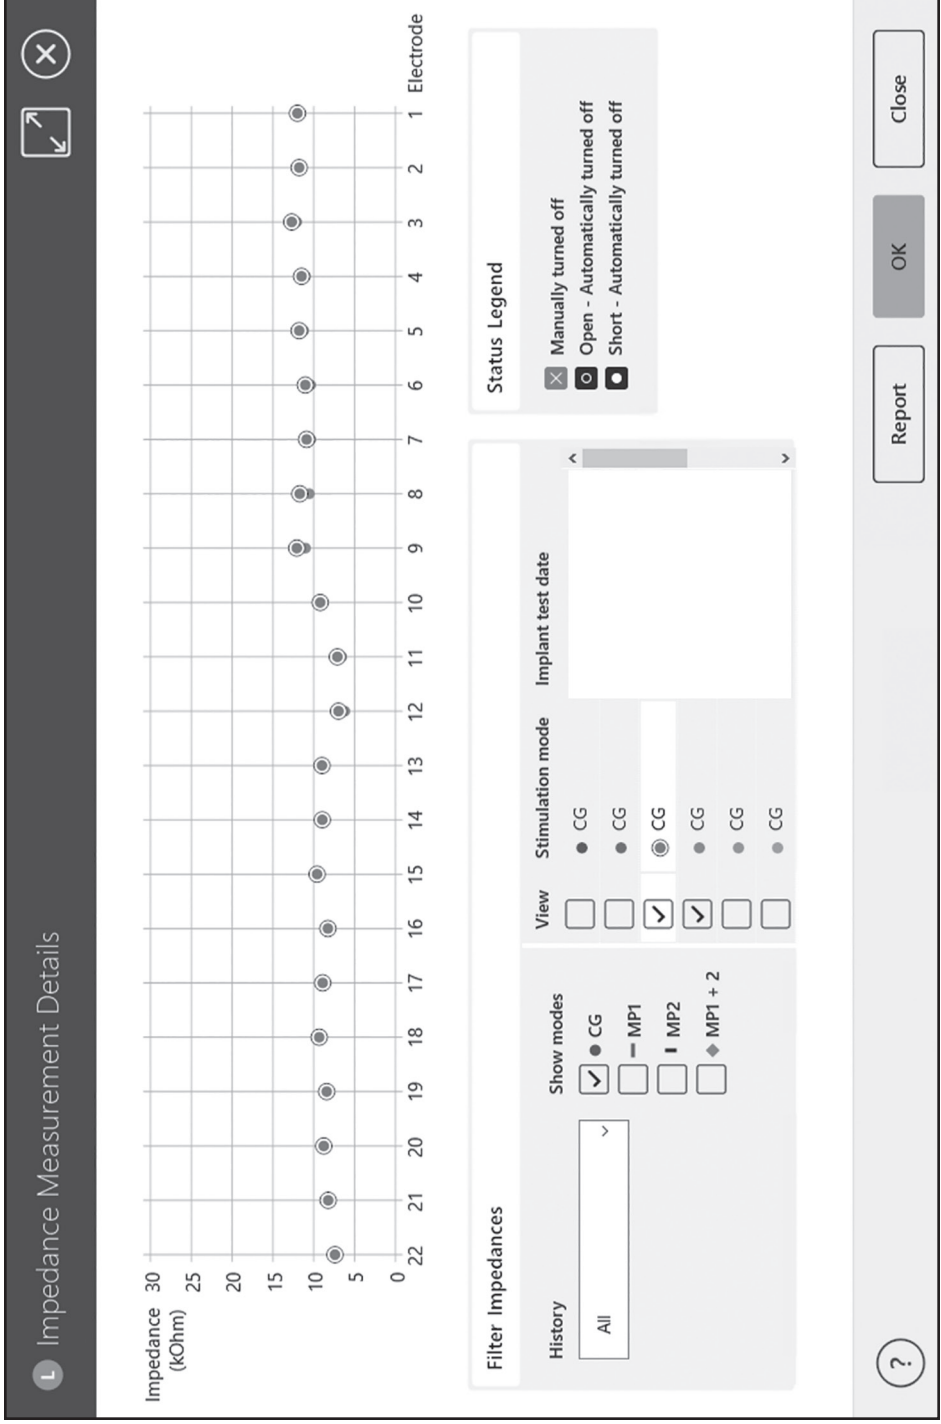 L Impedance Measurement Details
Impedance
(kOhm)
30
25
20
15
10
5
0
22 21 20 19 18 17 16 15 14 13 12 11 10 9 8 7 6 5 4 3 2 1 Electrode
Filter Impedances
History
All
Show modes
CG
MP1
MP2
MP1 + 2
View Stimulation mode Implant test date
CG
CG
CG
CG
CG
CG
Status Legend
Manually turned off
Open - Automatically turned off
Short - Automatically turned off
?
Report OK Close